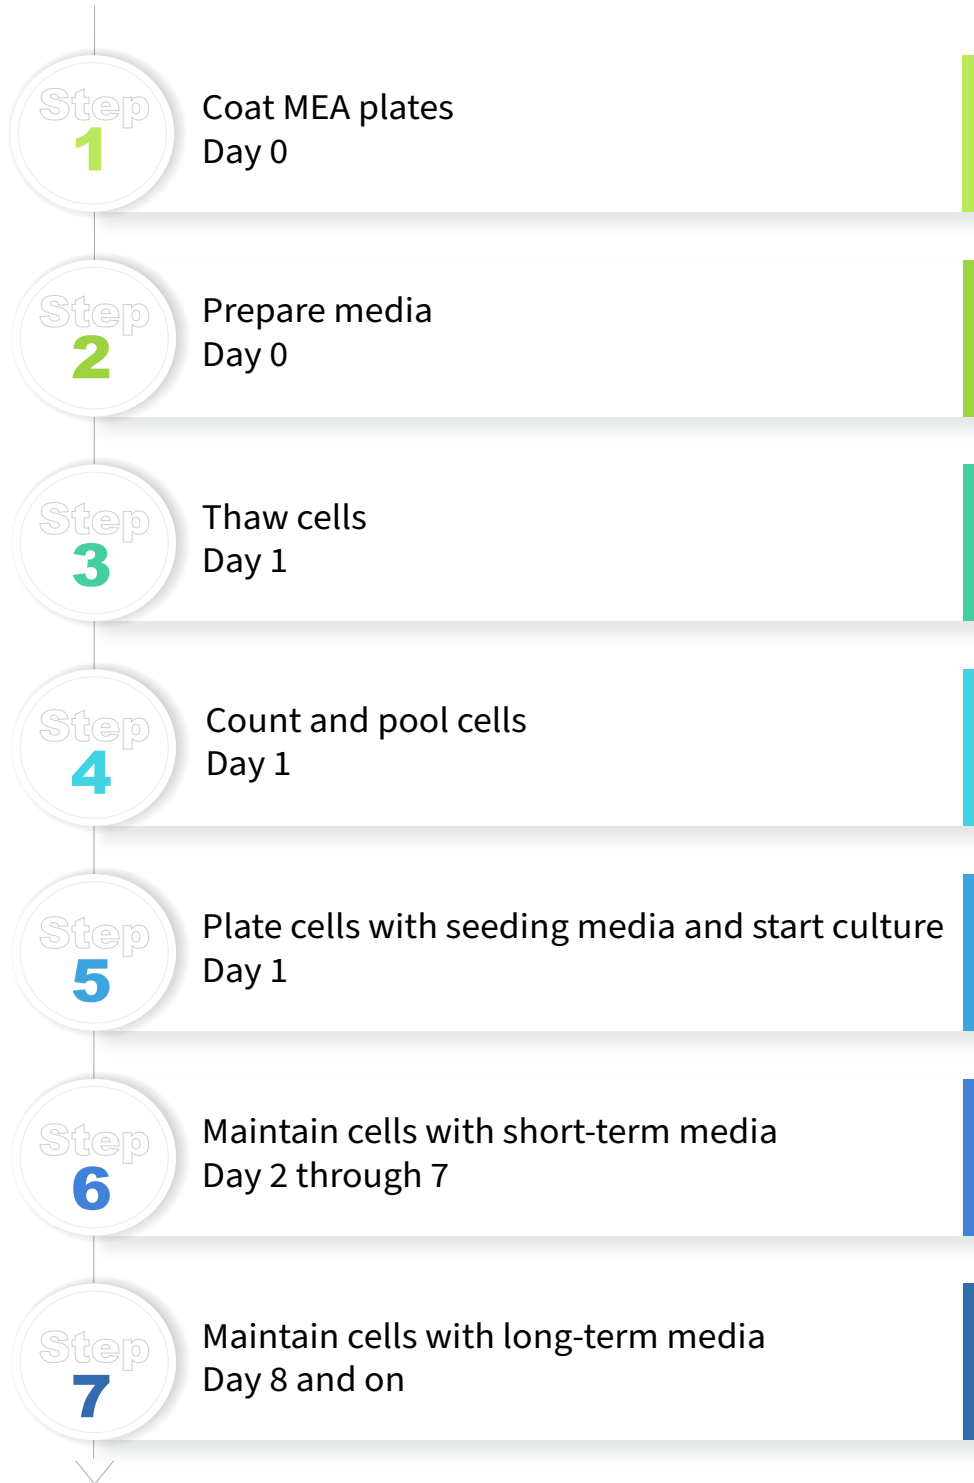 Step
1
Coat MEA plates
Day 0
Step
2
Prepare media
Day 0
Step
3
Thaw cells
Day 1
Step
4
Count and pool cells
Day 1
Step
5
Plate cells with seeding media and start culture
Day 1
Step
6
Maintain cells with short-term media
Day 2 through 7
Step
7
Maintain cells with long-term media
Day 8 and on